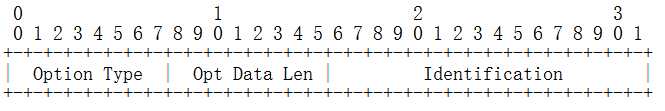 0                   1                   2                   3
0 1 2 3 4 5 6 7 8 9 0 1 2 3 4 5 6 7 8 9 0 1 2 3 4 5 6 7 8 9 0 1
+-+-+-+-+-+-+-+-+-+-+-+-+-+-+-+-+-+-+-+-+-+-+-+-+-+-+-+-+-+-+-+-+
|  Option Type  |  Opt Data Len |         Identification        |
+-+-+-+-+-+-+-+-+-+-+-+-+-+-+-+-+-+-+-+-+-+-+-+-+-+-+-+-+-+-+-+-+